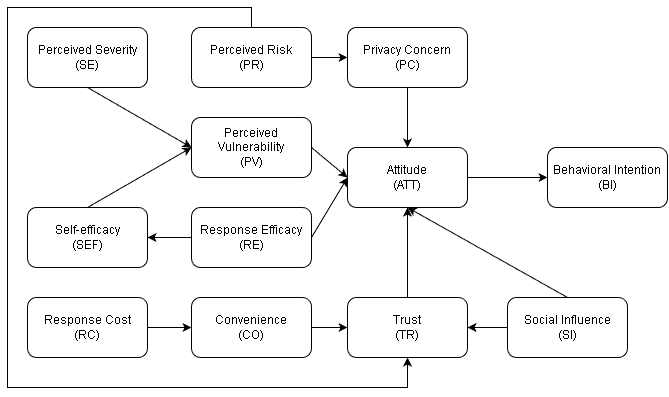 Perceived Severity
(SE)
Perceived Risk
(PR)
Privacy Concern
(PC)
Perceived
Vulnerability
(PV)
Attitude
(ATT)
Behavioral Intention
(BI)
Self-efficacy
(SEF)
Response Efficacy
(RE)
Response Cost
(RC)
Convenience
(CO)
Trust
(TR)
Social Influence
(SI)